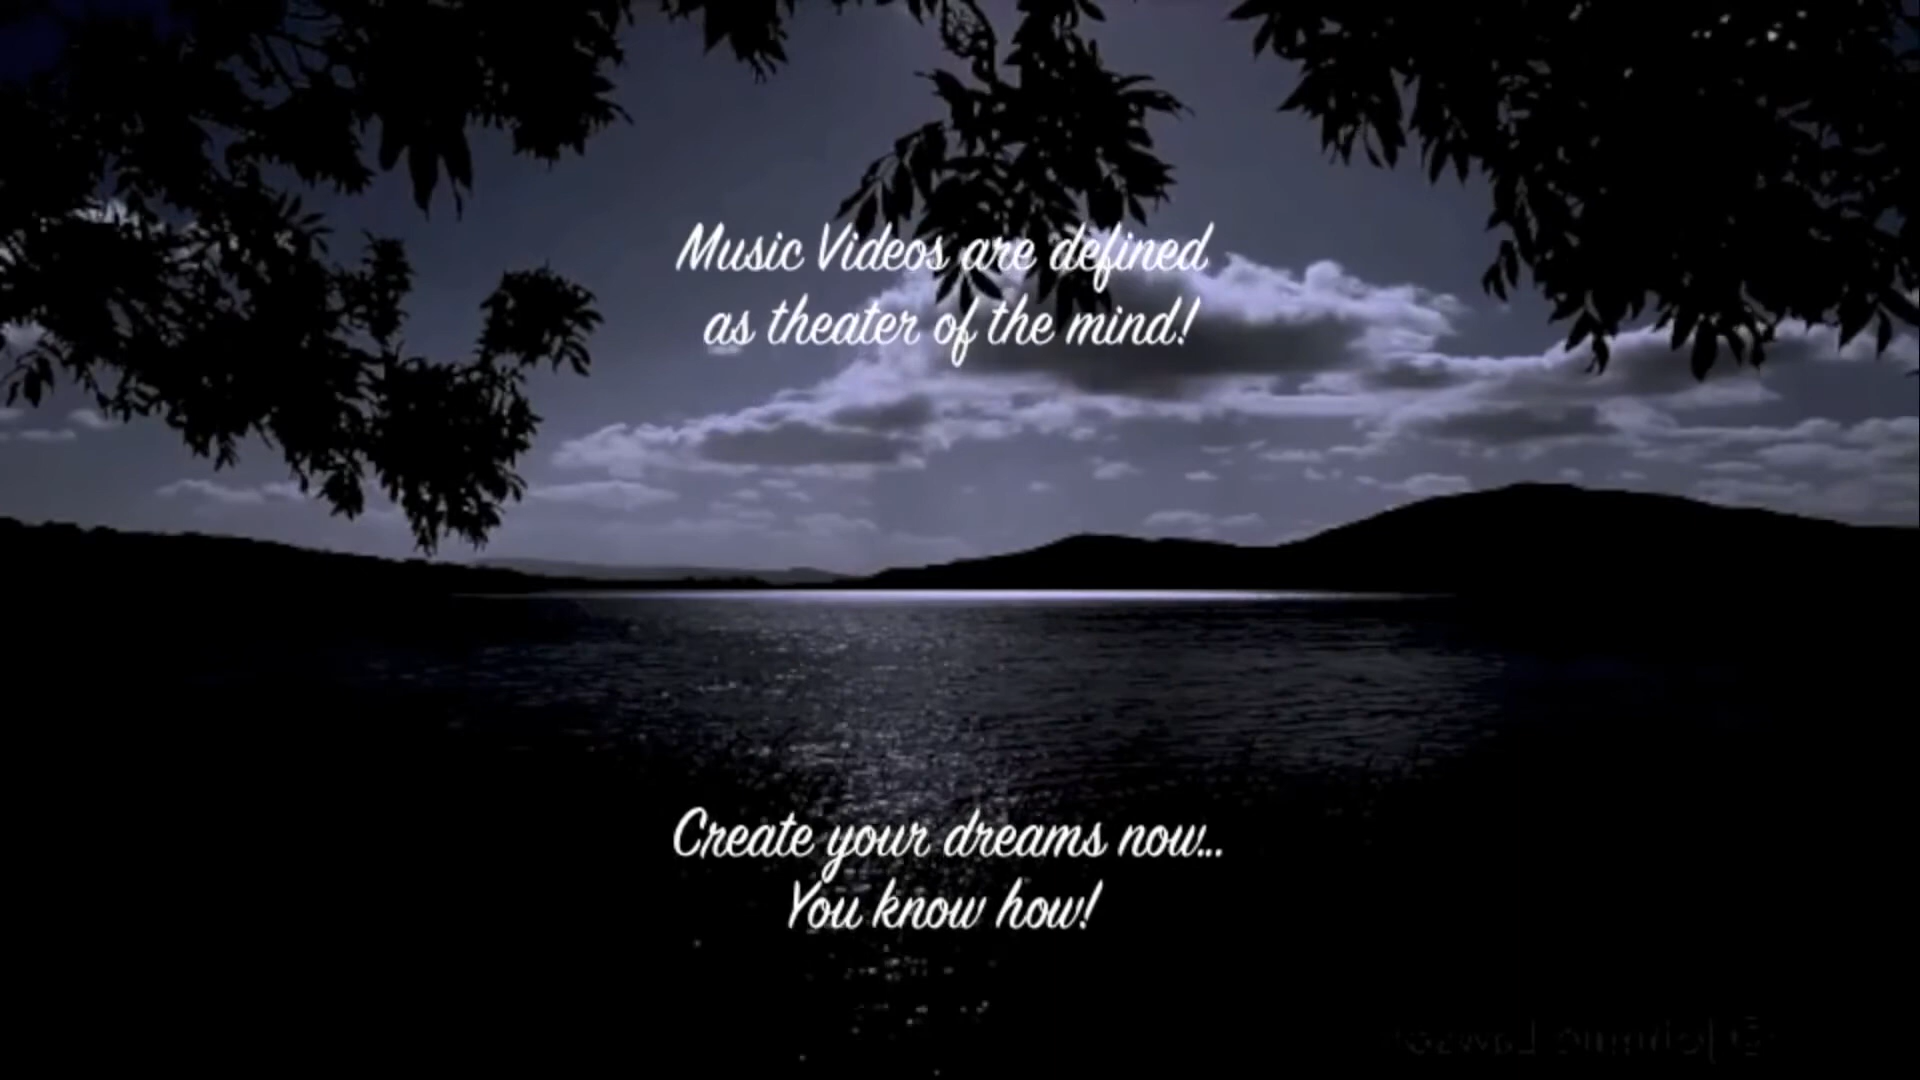 Music Videos are defined
as theater of the mind!
Create your dreams now...
You know how!